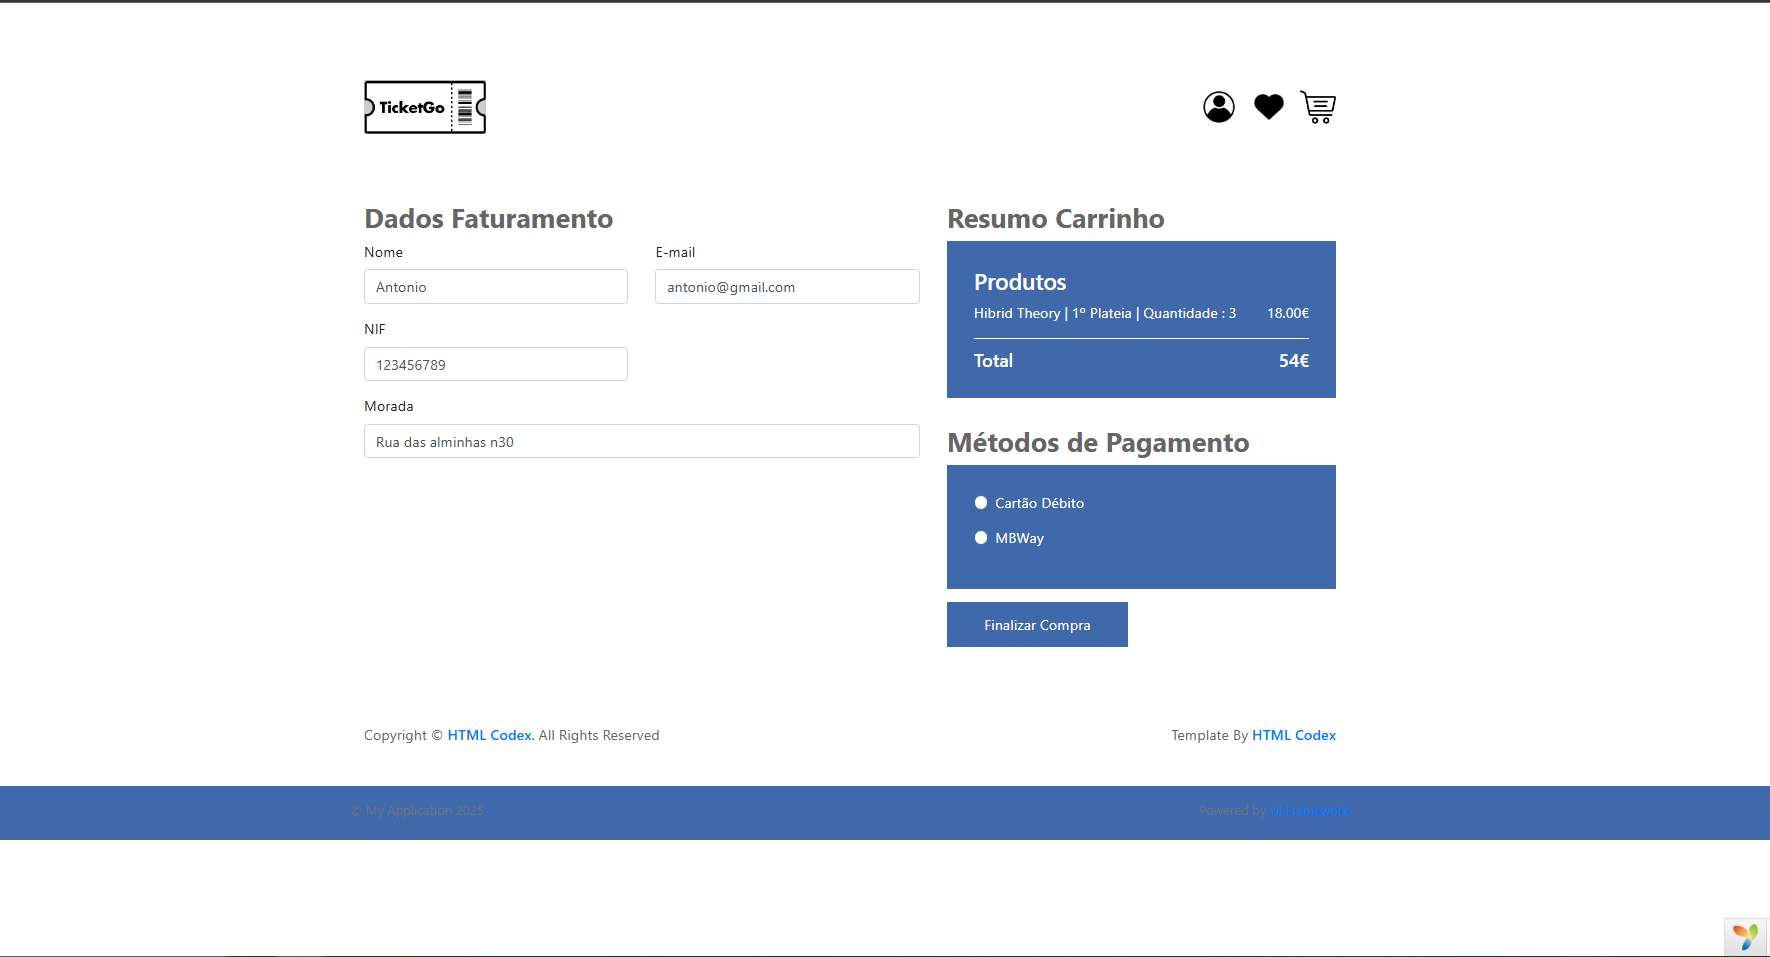 TicketGo
Dados Faturamento
Nome
E-mail
Antonio
antonio@gmail.com
NIF
123456789
Morada
Rua das alminhas n30
Resumo Carrinho
Produtos
Hibrid Theory | 1º Plateia | Quantidade : 3 18.00€
Total 54€
Métodos de Pagamento
Cartão Débito
MBWay
Finalizar Compra
Copyright © HTML Codex. All Rights Reserved
Template By HTML Codex
© My Application 2025
Powered by Yii Framework